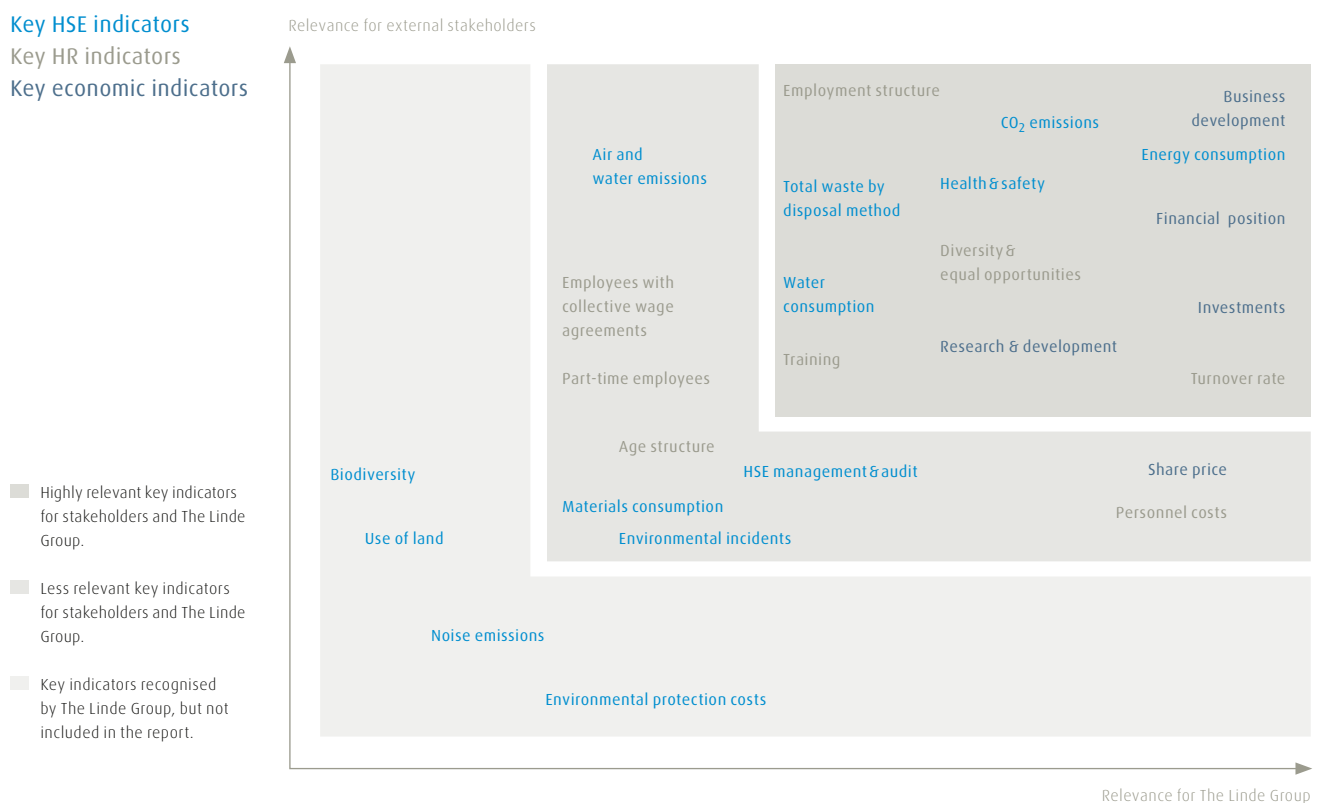 Key HSE indicators
Key HR indicators
Key economic indicators
Relevance for external stakeholders
Employment structure
Business
development
CO₂ emissions
Air and
water emissions
Energy consumption
Total waste by
disposal method
Health & safety
Financial position
Diversity &
equal opportunities
Employees with
collective wage
agreements
Water
consumption
Investments
Research & development
Training
Part-time employees
Turnover rate
Age structure
HSE management & audit
Share price
Biodiversity
Materials consumption
Personnel costs
Use of land
Environmental incidents
Noise emissions
Environmental protection costs
Highly relevant key indicators
for stakeholders and The Linde
Group.
Less relevant key indicators
for stakeholders and The Linde
Group.
Key indicators recognised
by The Linde Group, but not
included in the report.
Relevance for The Linde Group